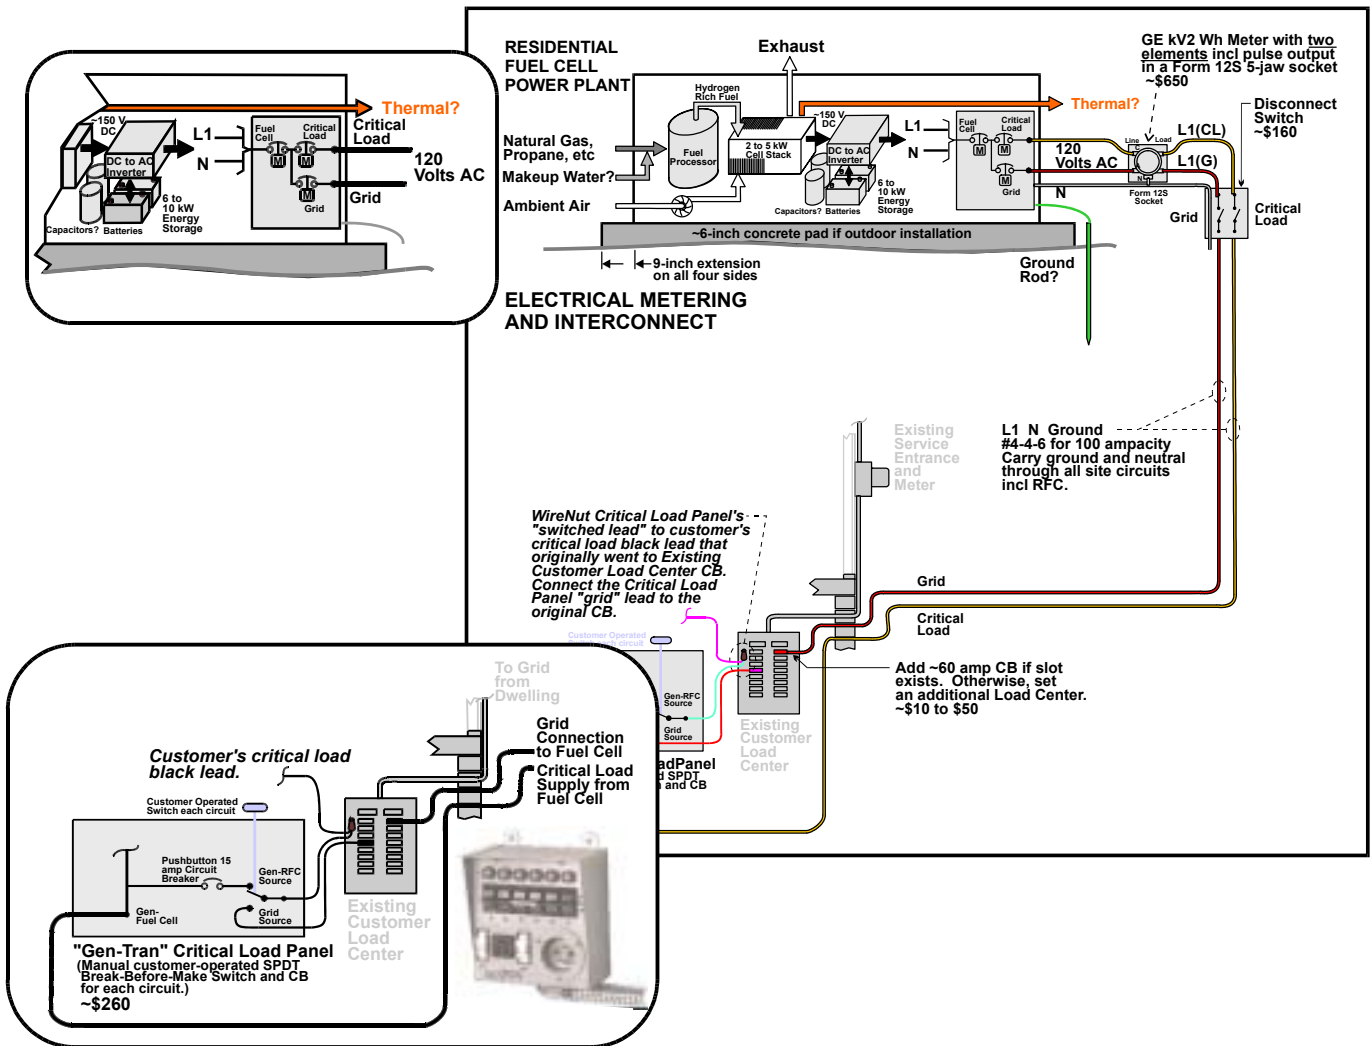 RESIDENTIAL
FUEL CELL
POWER PLANT
Exhaust
GE kV2 Wh Meter with two
elements incl pulse output
in a Form 12S 5-jaw socket
~$650
Hydrogen
Rich Fuel
Thermal?
Disconnect
Switch
~$160
~150 V
DC
Fuel
Cell
Critical
Load
L1
N
M
M
M
Grid
120
Volts AC
N
Line
Load
C
N
L1(CL)
L1(G)
Form 12S
Socket
Grid
Critical
Load
Natural Gas,
Propane, etc
Makeup Water?
Ambient Air
Fuel
Processor
2 to 5 kW
Cell Stack
DC to AC
Inverter
6 to
10 kW
Energy
Storage
Capacitors?
Batteries
~6-inch concrete pad if outdoor installation
9-inch extension
on all four sides
Ground
Rod?
ELECTRICAL METERING
AND INTERCONNECT
Thermal?
~150 V
DC
L1
N
Fuel
Cell
Critical
Load
M
M
M
Grid
Critical
Load
120
Volts AC
Grid
DC to AC
Inverter
6 to
10 kW
Energy
Storage
Capacitors?
Batteries
Existing
Service
Entrance
and
Meter
L1 N Ground
#4-4-6 for 100 ampacity
Carry ground and neutral
through all site circuits
incl RFC.
WireNut Critical Load Panel's
"switched lead" to customer's
critical load black lead that
originally went to Existing
Customer Load Center CB.
Connect the Critical Load
Panel "grid" lead to the
original CB.
Grid
Critical
Load
Customer Operated
Switch each circuit
Gen-RFC
Source
Grid
Source
adPanel
d SPDT
h and CB
Existing
Customer
Load
Center
Add ~60 amp CB if slot
exists. Otherwise, set
an additional Load Center.
~$10 to $50
To Grid
from
Dwelling
Grid
Connection
to Fuel Cell
Critical Load
Supply from
Fuel Cell
Customer's critical load
black lead.
Customer Operated
Switch each circuit
Pushbutton 15
amp Circuit
Breaker
Gen-RFC
Source
Gen-
Fuel Cell
Grid
Source
Existing
Customer
Load
Center
"Gen-Tran" Critical Load Panel
(Manual customer-operated SPDT
Break-Before-Make Switch and CB
for each circuit.)
~$260